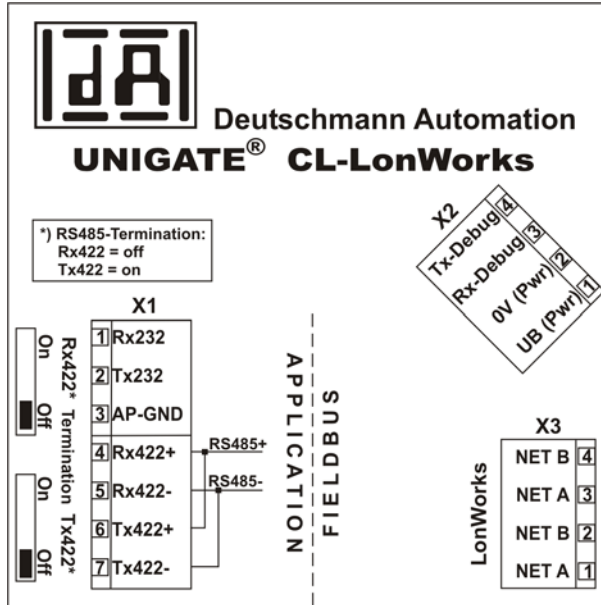 dA
Deutschmann Automation
UNIGATE® CL-LonWorks
*) RS485-Termination:
Rx422 = off
Tx422 = on
X2
4 Tx-Debug
3 Rx-Debug
2 0V (Pwr)
1 UB (Pwr)
X1
1 Rx232
2 Tx232
3 AP-GND
4 Rx422+
5 Rx422-
6 Tx422+
7 Tx422-
RS485+
RS485-
Rx422* Termination Tx422*
On Off
On Off
APPLICATION
FIELDBUS
X3
LonWorks
NET B 4
NET A 3
NET B 2
NET A 1